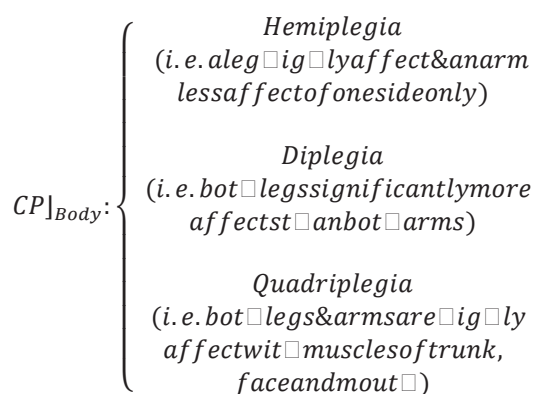 Hemiplegia
(i.e.aleg□ig□lyaffect&anarm
lessaffectofonesideonly)
Diplegia
(i.e.bot□legssignificantlymore
affectst□anbot□arms)
CP⌋Body:
Quadriplegia
(i.e.bot□legs&armsare□ig□ly
affectwit□musclesoftrunk,
faceandmout□)